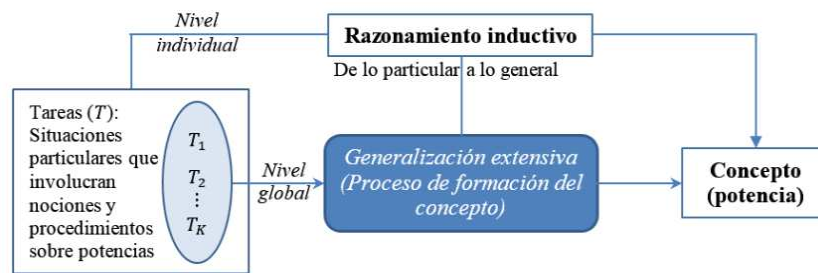 Nivel
individual
Razonamiento inductivo
De lo particular a lo general
Tareas (T):
Situaciones
particulares que
involucran
nociones y
procedimientos
sobre potencias
T₁
T₂
⋮
T_K
Nivel
global
Generalización extensiva
(Proceso de formación del
concepto)
Concepto
(potencia)